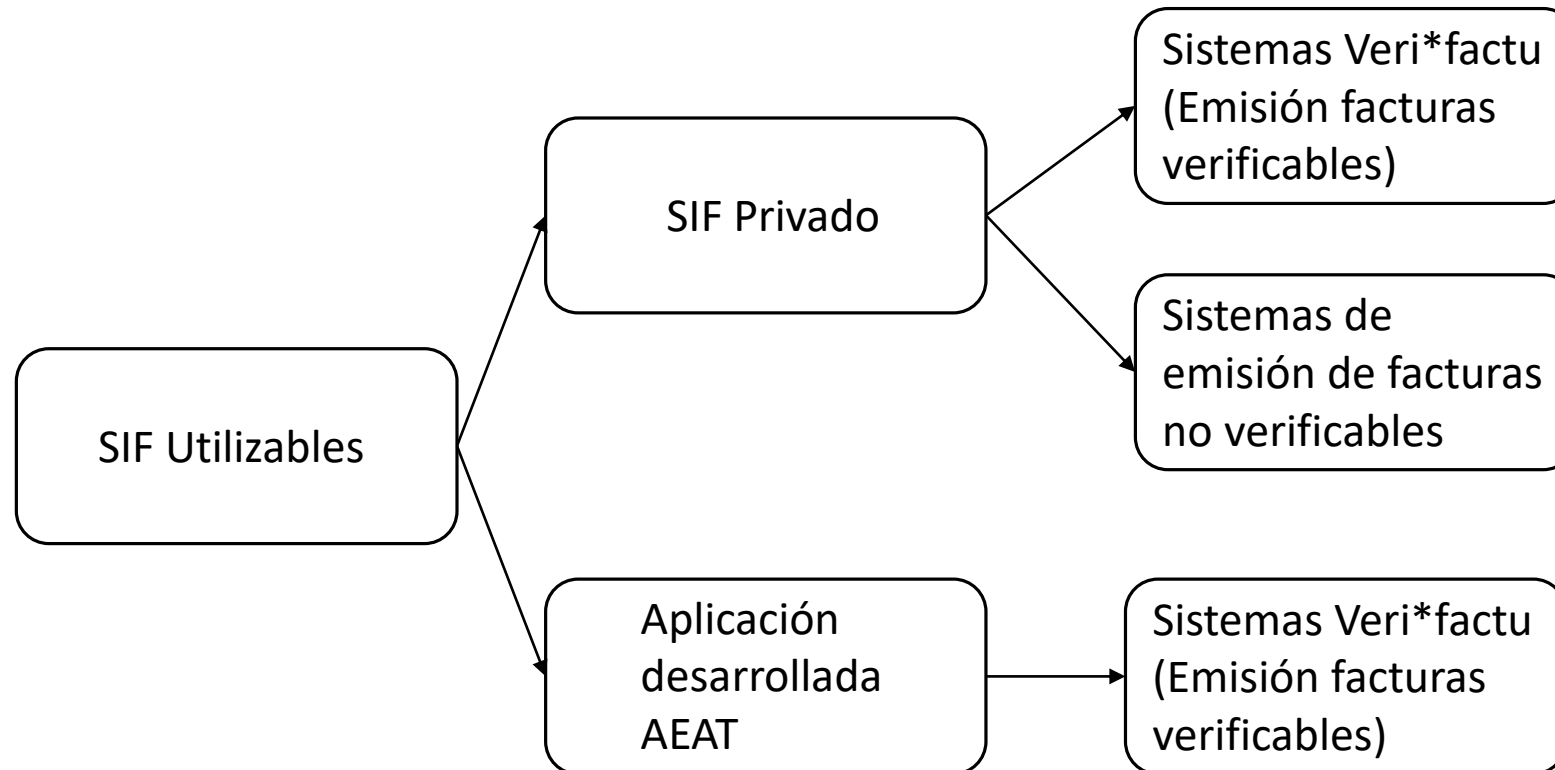 Sistemas Veri*factu
(Emisión facturas
verificables)
SIF Privado
Sistemas de
emisión de facturas
no verificables
SIF Utilizables
Aplicación
desarrollada
AEAT
Sistemas Veri*factu
(Emisión facturas
verificables)